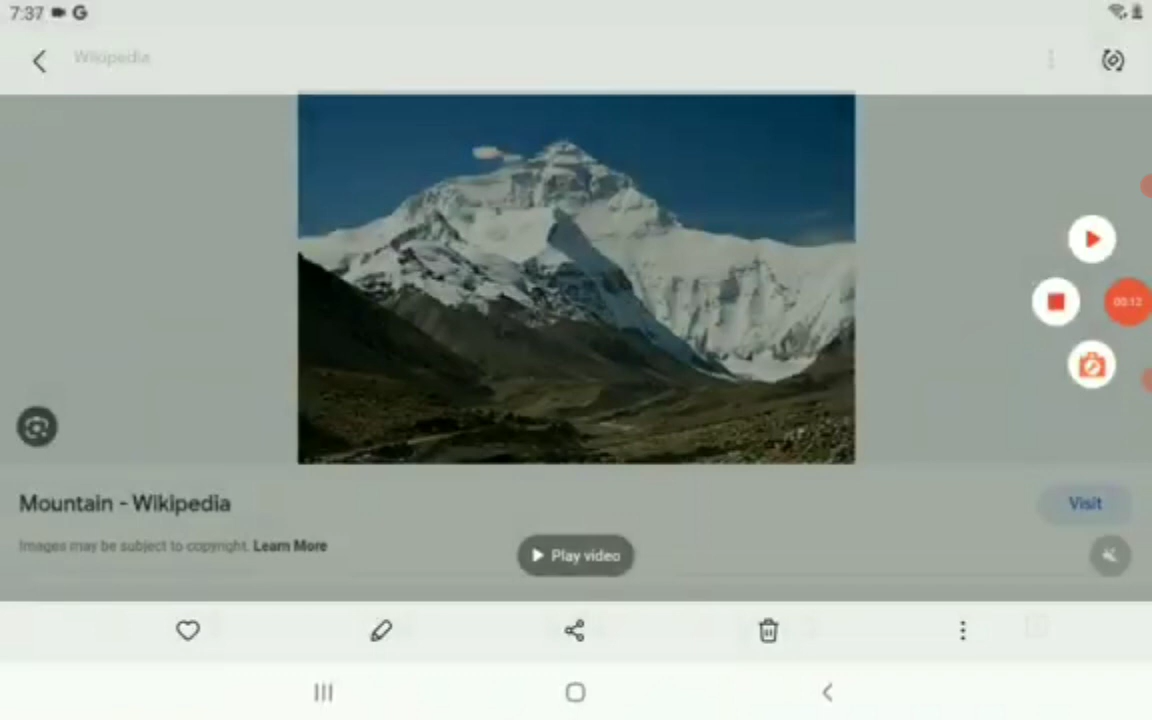 7:37 G
Wikipedia
00:12
Mountain - Wikipedia
Visit
Images may be subject to copyright. Learn More
Play video